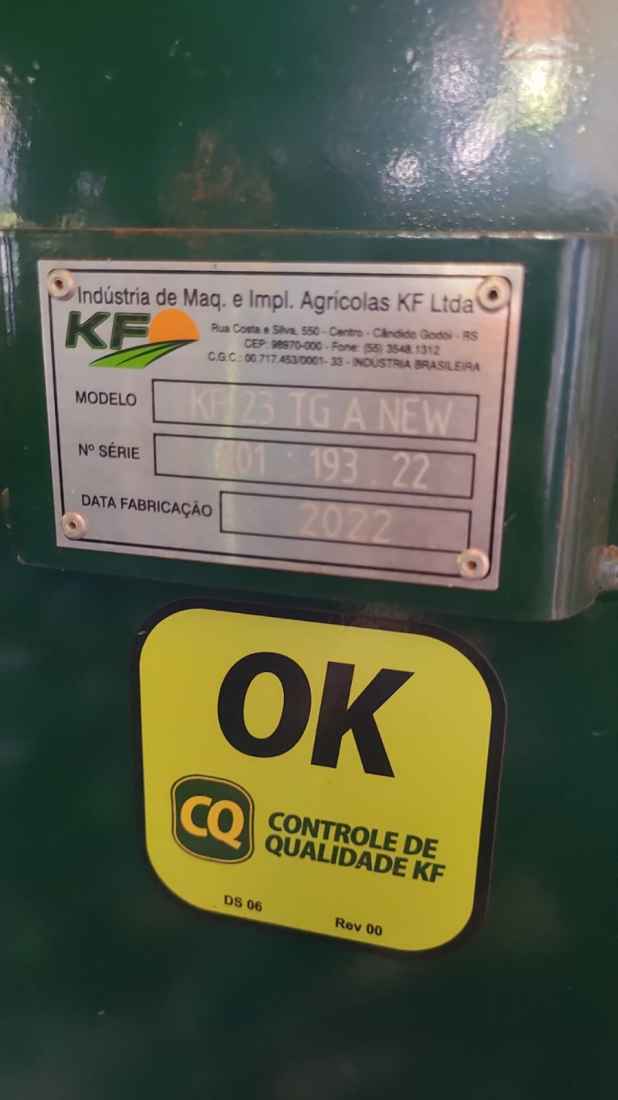 Indústria de Maq. e Impl. Agrícolas KF Ltda
KF
Rua Costa e Silva, 550 - Centro - Cândido Godói - RS
CEP: 98970-000 - Fone: (55) 3548.1312
C.G.C.: 00.717.453/0001-33 - INDÚSTRIA BRASILEIRA
MODELO KF 23 TG A NEW
Nº SÉRIE 193 . 22
DATA FABRICAÇÃO 2022
OK
CQ
CONTROLE DE
QUALIDADE KF
DS 06 Rev 00